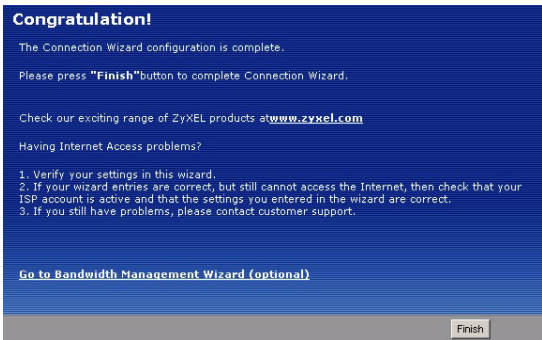 Congratulation!
The Connection Wizard configuration is complete.
Please press "Finish"button to complete Connection Wizard.
Check our exciting range of ZyXEL products atwww.zyxel.com
Having Internet Access problems?
1. Verify your settings in this wizard.
2. If your wizard entries are correct, but still cannot access the Internet, then check that your
ISP account is active and that the settings you entered in the wizard are correct.
3. If you still have problems, please contact customer support.
Go to Bandwidth Management Wizard (optional)
Finish